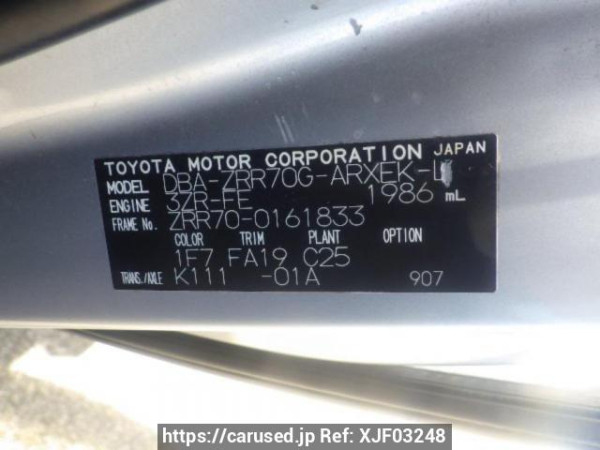 TOYOTA MOTOR CORPORATION JAPAN
MODEL DBA-ZRR70G-ARXEK-
ENGINE 3ZR-FE 1986 mL
FRAME No. ZRR70-0161833
COLOR TRIM PLANT OPTION
1F7 FA19 C25
TRANS./AXLE K111 -01A 907
https://carused.jp Ref: XJF03248